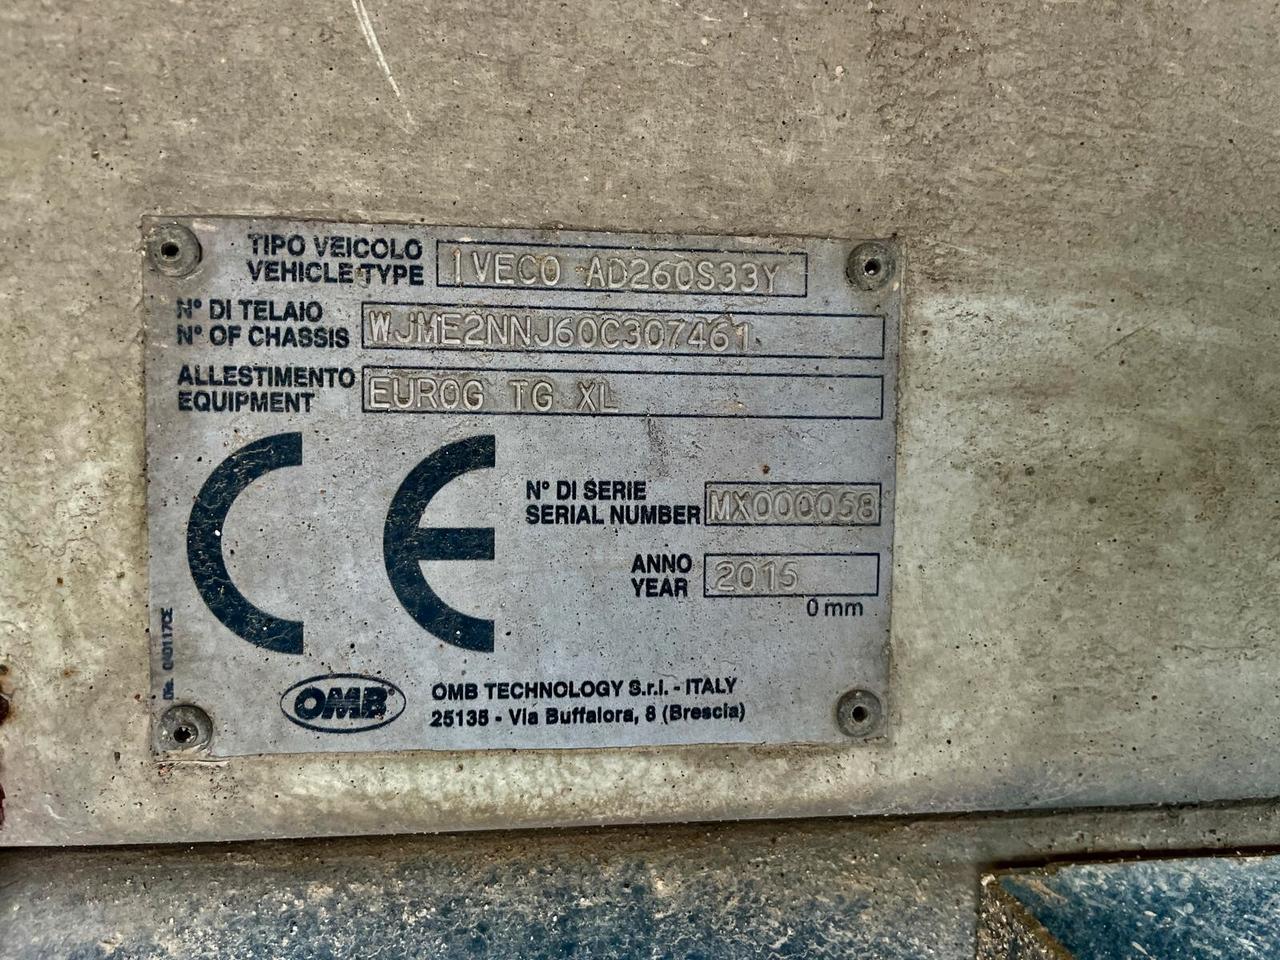 TIPO VEICOLO
VEHICLE TYPE
IVECO AD260S33Y
N° DI TELAIO
N° OF CHASSIS
WJME2NNJ60C307461
ALLESTIMENTO
EQUIPMENT
EUROG TG XL
CE
N° DI SERIE
SERIAL NUMBER
MX000058
ANNO
YEAR
2015
0 mm
OMB®
OMB TECHNOLOGY S.r.l. - ITALY
25135 - Via Buffalora, 8 (Brescia)